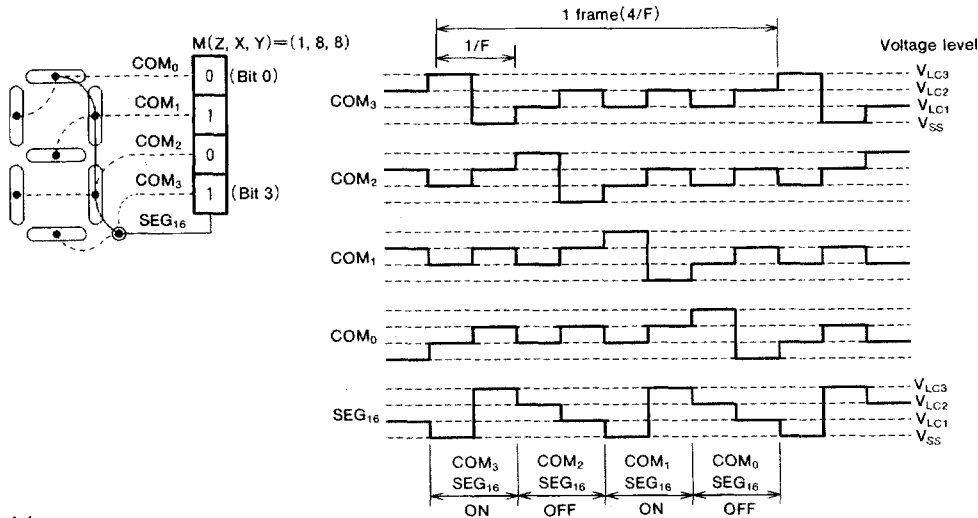 M(Z, X, Y)=(1, 8, 8)
COM0 0 (Bit 0)
COM1 1
COM2 0
COM3 1 (Bit 3)
SEG16
1 frame(4/F)
1/F
Voltage level
COM3
VLC3
VLC2
VLC1
VSS
COM2
COM1
COM0
SEG16
VLC3
VLC2
VLC1
VSS
COM3 COM2 COM1 COM0
SEG16 SEG16 SEG16 SEG16
ON OFF ON OFF